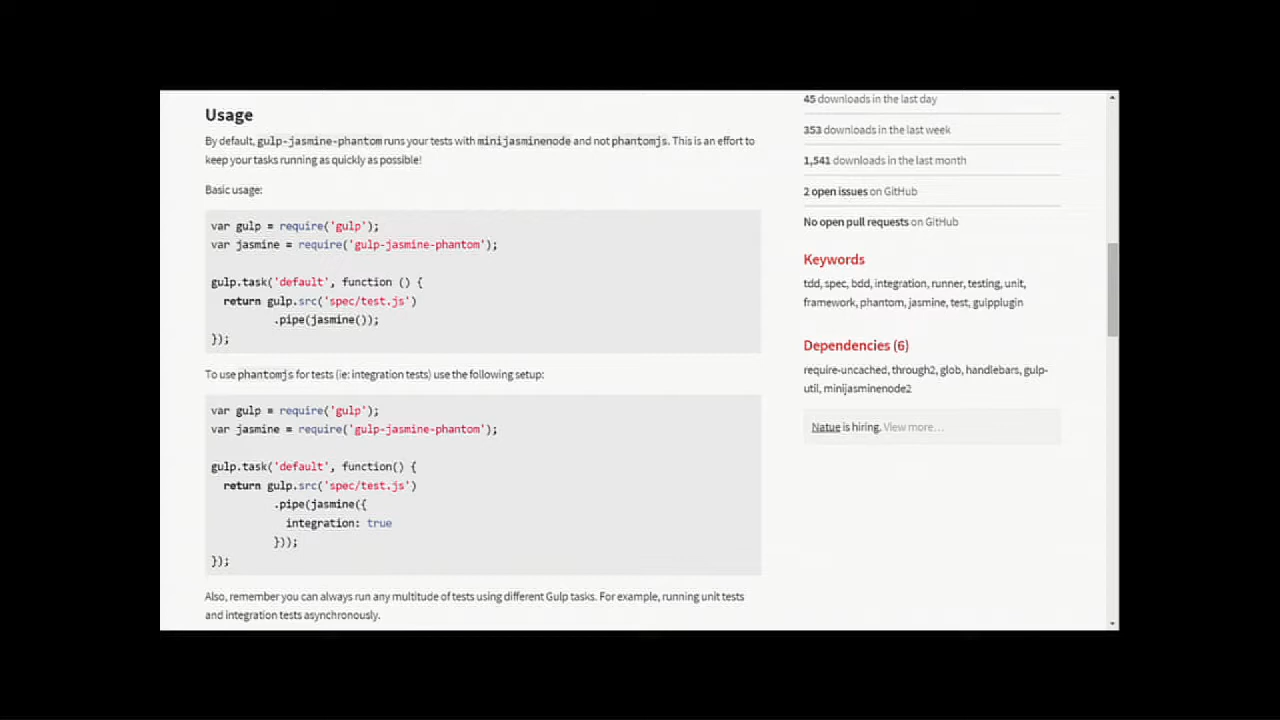 Usage
By default, gulp-jasmine-phantom runs your tests with minijasminenode and not phantomjs. This is an effort to
keep your tasks running as quickly as possible!
Basic usage:
var gulp = require('gulp');
var jasmine = require('gulp-jasmine-phantom');
gulp.task('default', function () {
  return gulp.src('spec/test.js')
          .pipe(jasmine());
});
To use phantomjs for tests (ie: integration tests) use the following setup:
var gulp = require('gulp');
var jasmine = require('gulp-jasmine-phantom');
gulp.task('default', function() {
  return gulp.src('spec/test.js')
          .pipe(jasmine({
            integration: true
          }));
});
Also, remember you can always run any multitude of tests using different Gulp tasks. For example, running unit tests
and integration tests asynchronously.
45 downloads in the last day
353 downloads in the last week
1,541 downloads in the last month
2 open issues on GitHub
No open pull requests on GitHub
Keywords
tdd, spec, bdd, integration, runner, testing, unit,
framework, phantom, jasmine, test, gulpplugin
Dependencies (6)
require-uncached, through2, glob, handlebars, gulp-
util, minijasminenode2
Natue is hiring. View more…